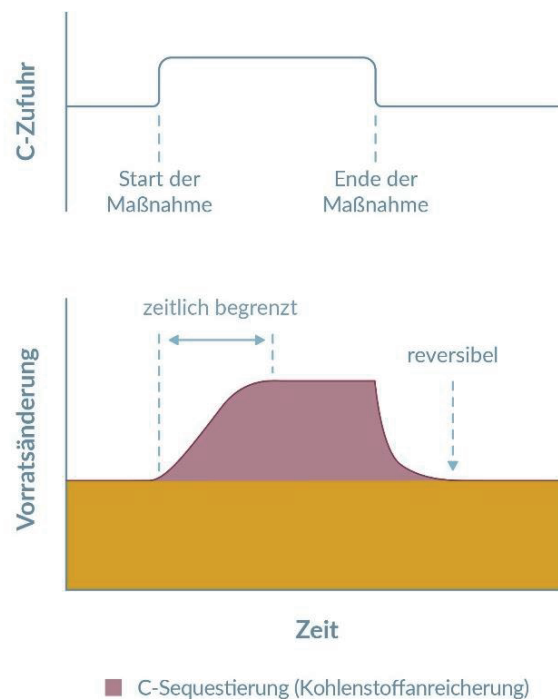 C-Zufuhr
Start der
Maßnahme
Ende der
Maßnahme
zeitlich begrenzt
reversibel
Vorratsänderung
Zeit
C-Sequestierung (Kohlenstoffanreicherung)